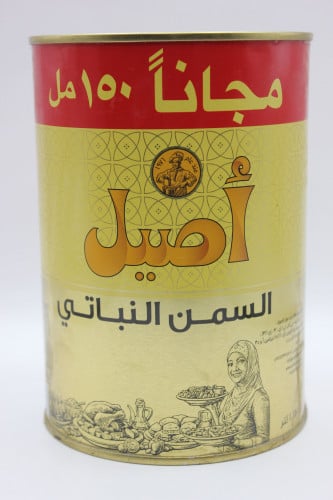 مجاناً ١٥٠ مل
أصيل
السمن النباتي